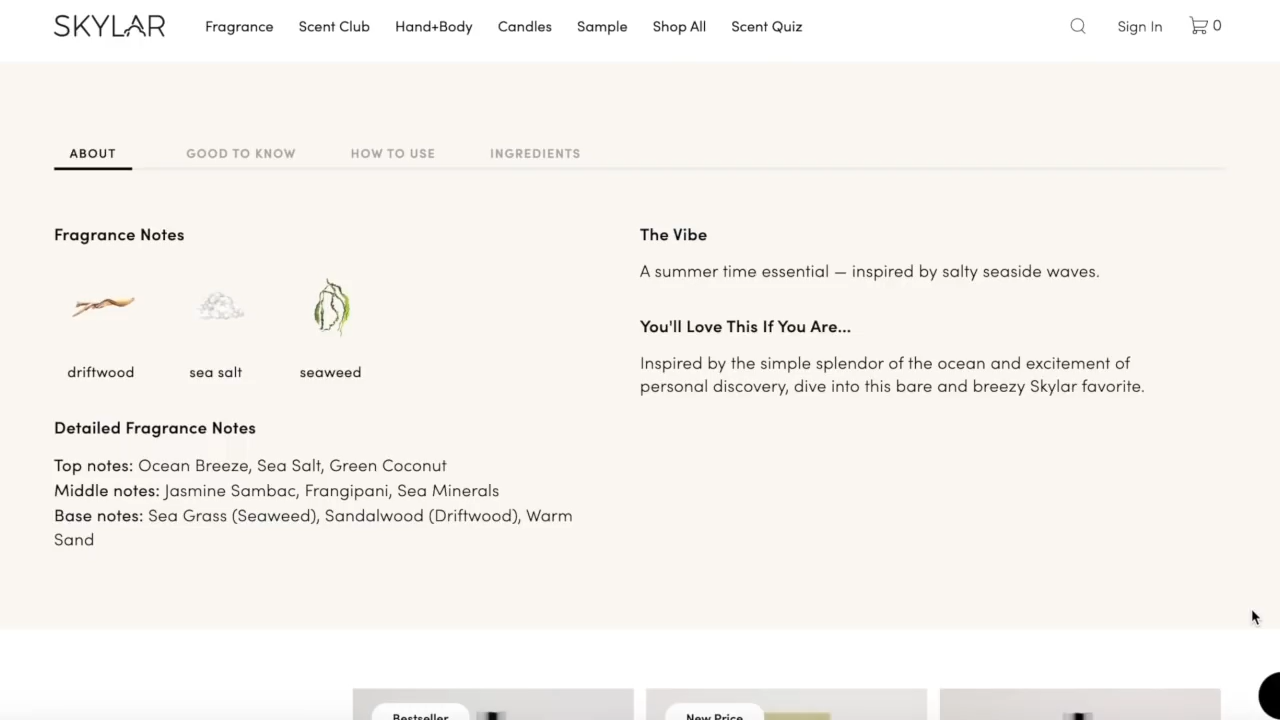 SKYLAR Fragrance Scent Club Hand+Body Candles Sample Shop All Scent Quiz Sign In 0
ABOUT GOOD TO KNOW HOW TO USE INGREDIENTS
Fragrance Notes
driftwood sea salt seaweed
Detailed Fragrance Notes
Top notes: Ocean Breeze, Sea Salt, Green Coconut
Middle notes: Jasmine Sambac, Frangipani, Sea Minerals
Base notes: Sea Grass (Seaweed), Sandalwood (Driftwood), Warm
Sand
The Vibe
A summer time essential — inspired by salty seaside waves.
You'll Love This If You Are...
Inspired by the simple splendor of the ocean and excitement of
personal discovery, dive into this bare and breezy Skylar favorite.
Bestseller New Price